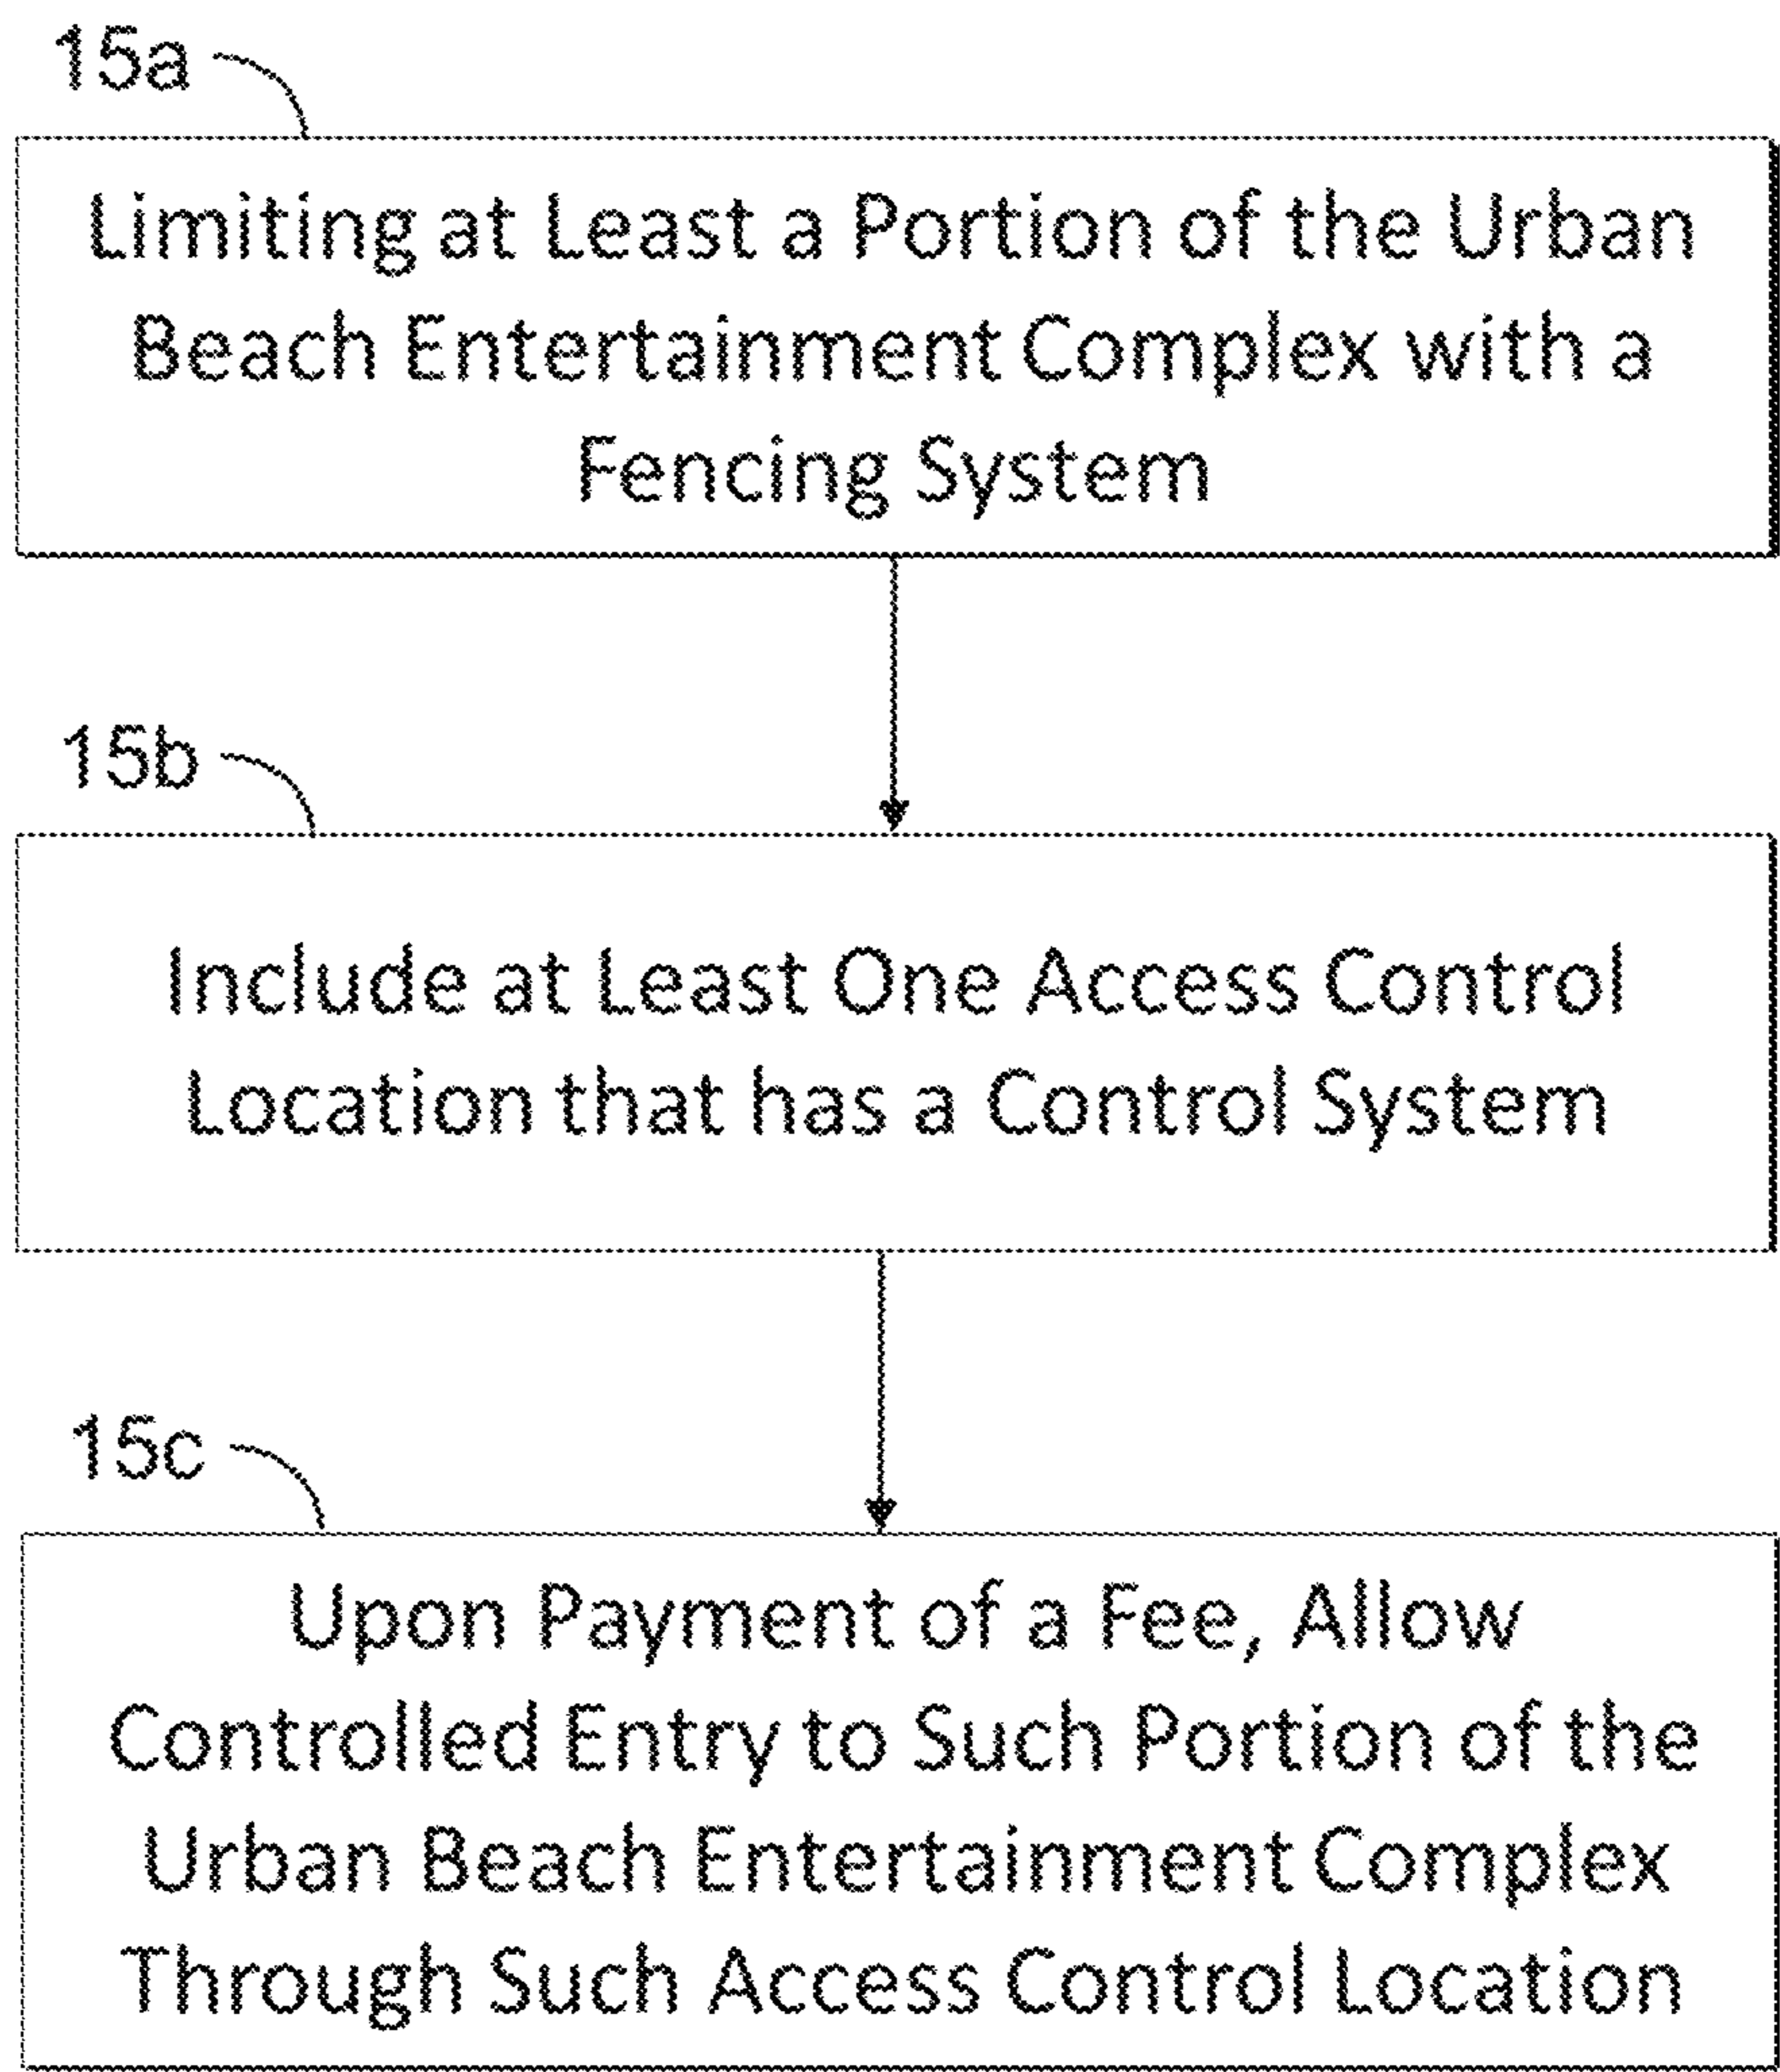 15a
Limiting at Least a Portion of the Urban
Beach Entertainment Complex with a
Fencing System
15b
Include at Least One Access Control
Location that has a Control System
15c
Upon Payment of a Fee, Allow
Controlled Entry to Such Portion of the
Urban Beach Entertainment Complex
Through Such Access Control Location